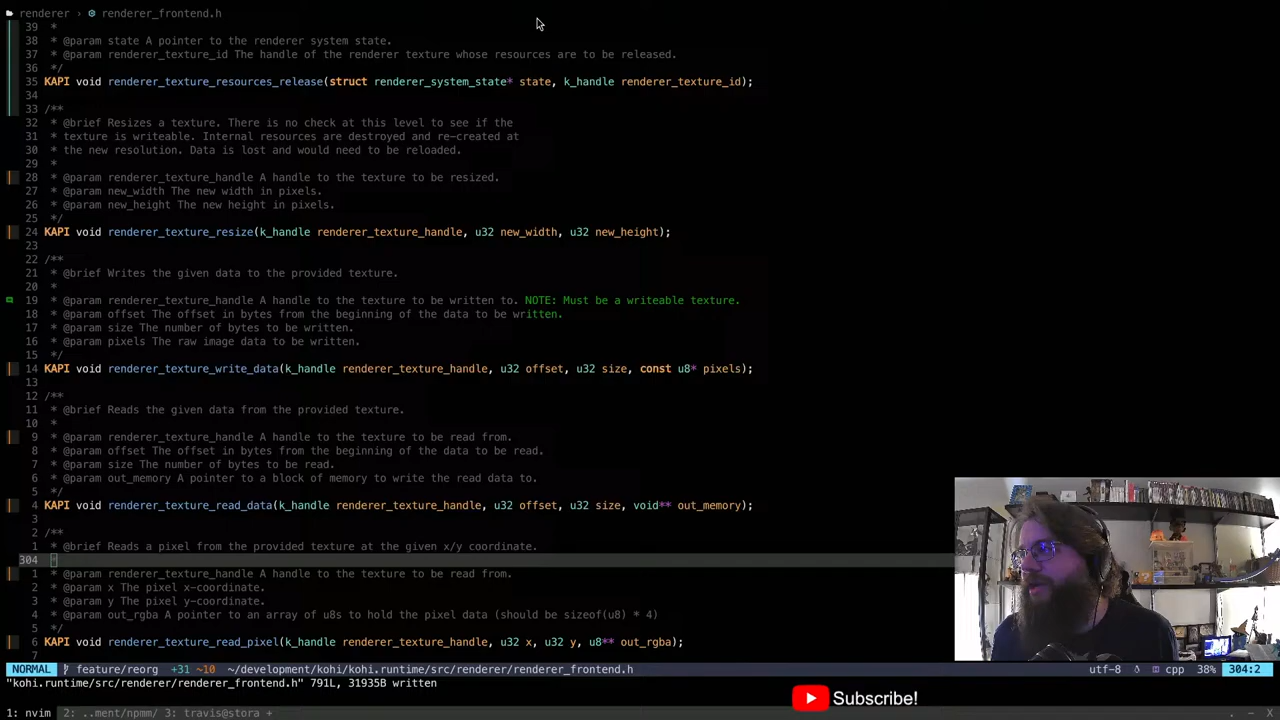 renderer › renderer_frontend.h
39 *
38 * @param state A pointer to the renderer system state.
37 * @param renderer_texture_id The handle of the renderer texture whose resources are to be released.
36 */
35 KAPI void renderer_texture_resources_release(struct renderer_system_state* state, k_handle renderer_texture_id);
34
33 /**
32 * @brief Resizes a texture. There is no check at this level to see if the
31 * texture is writeable. Internal resources are destroyed and re-created at
30 * the new resolution. Data is lost and would need to be reloaded.
29 *
28 * @param renderer_texture_handle A handle to the texture to be resized.
27 * @param new_width The new width in pixels.
26 * @param new_height The new height in pixels.
25 */
24 KAPI void renderer_texture_resize(k_handle renderer_texture_handle, u32 new_width, u32 new_height);
23
22 /**
21 * @brief Writes the given data to the provided texture.
20 *
19 * @param renderer_texture_handle A handle to the texture to be written to. NOTE: Must be a writeable texture.
18 * @param offset The offset in bytes from the beginning of the data to be written.
17 * @param size The number of bytes to be written.
16 * @param pixels The raw image data to be written.
15 */
14 KAPI void renderer_texture_write_data(k_handle renderer_texture_handle, u32 offset, u32 size, const u8* pixels);
13
12 /**
11 * @brief Reads the given data from the provided texture.
10 *
9 * @param renderer_texture_handle A handle to the texture to be read from.
8 * @param offset The offset in bytes from the beginning of the data to be read.
7 * @param size The number of bytes to be read.
6 * @param out_memory A pointer to a block of memory to write the read data to.
5 */
4 KAPI void renderer_texture_read_data(k_handle renderer_texture_handle, u32 offset, u32 size, void** out_memory);
3
2 /**
1 * @brief Reads a pixel from the provided texture at the given x/y coordinate.
304 *
1 * @param renderer_texture_handle A handle to the texture to be read from.
2 * @param x The pixel x-coordinate.
3 * @param y The pixel y-coordinate.
4 * @param out_rgba A pointer to an array of u8s to hold the pixel data (should be sizeof(u8) * 4)
5 */
6 KAPI void renderer_texture_read_pixel(k_handle renderer_texture_handle, u32 x, u32 y, u8** out_rgba);
7
NORMAL feature/reorg +31 ~10 ~/development/kohi/kohi.runtime/src/renderer/renderer_frontend.h utf-8 cpp 38% 304:2
"kohi.runtime/src/renderer/renderer_frontend.h" 791L, 31935B written
Subscribe!
1: nvim 2: ..ment/npmm/ 3: travis@stora +